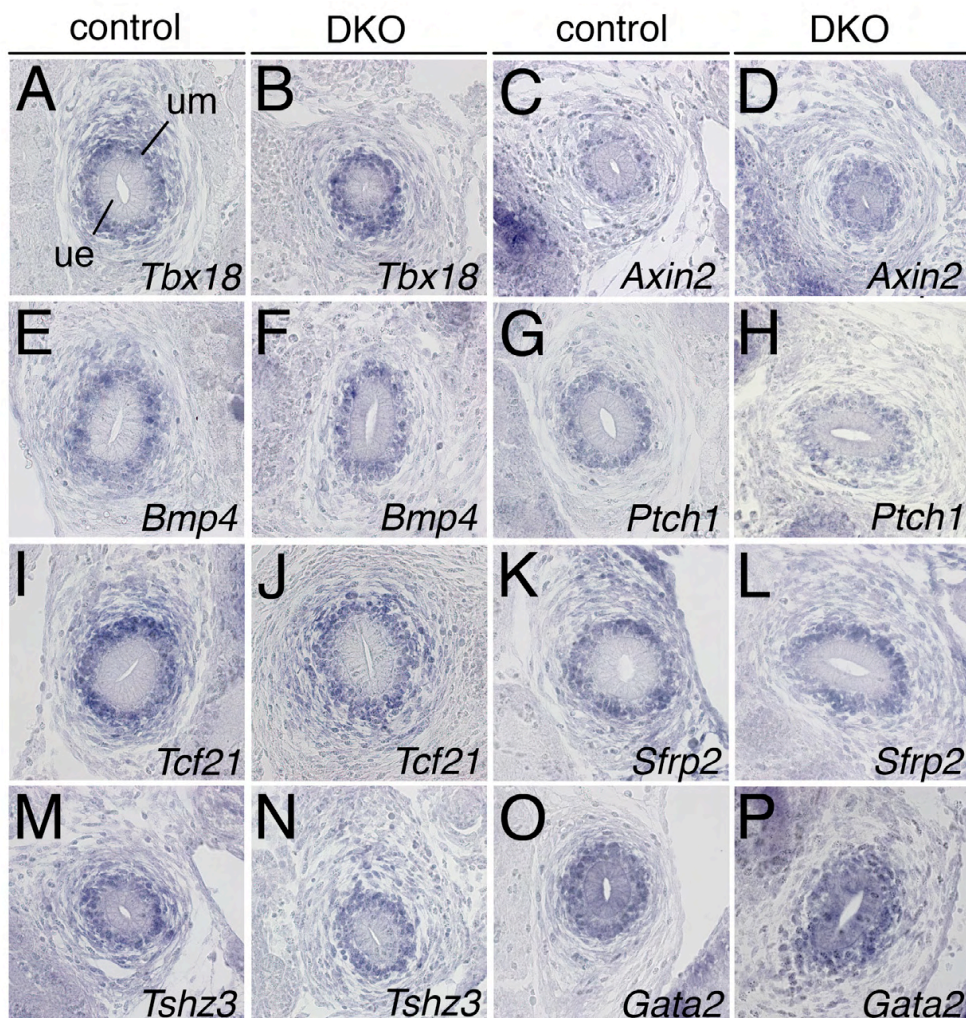 control DKO control DKO
A B C D
um
ue
Tbx18 Tbx18 Axin2 Axin2
E F G H
Bmp4 Bmp4 Ptch1 Ptch1
I J K L
Tcf21 Tcf21 Sfrp2 Sfrp2
M N O P
Tshz3 Tshz3 Gata2 Gata2